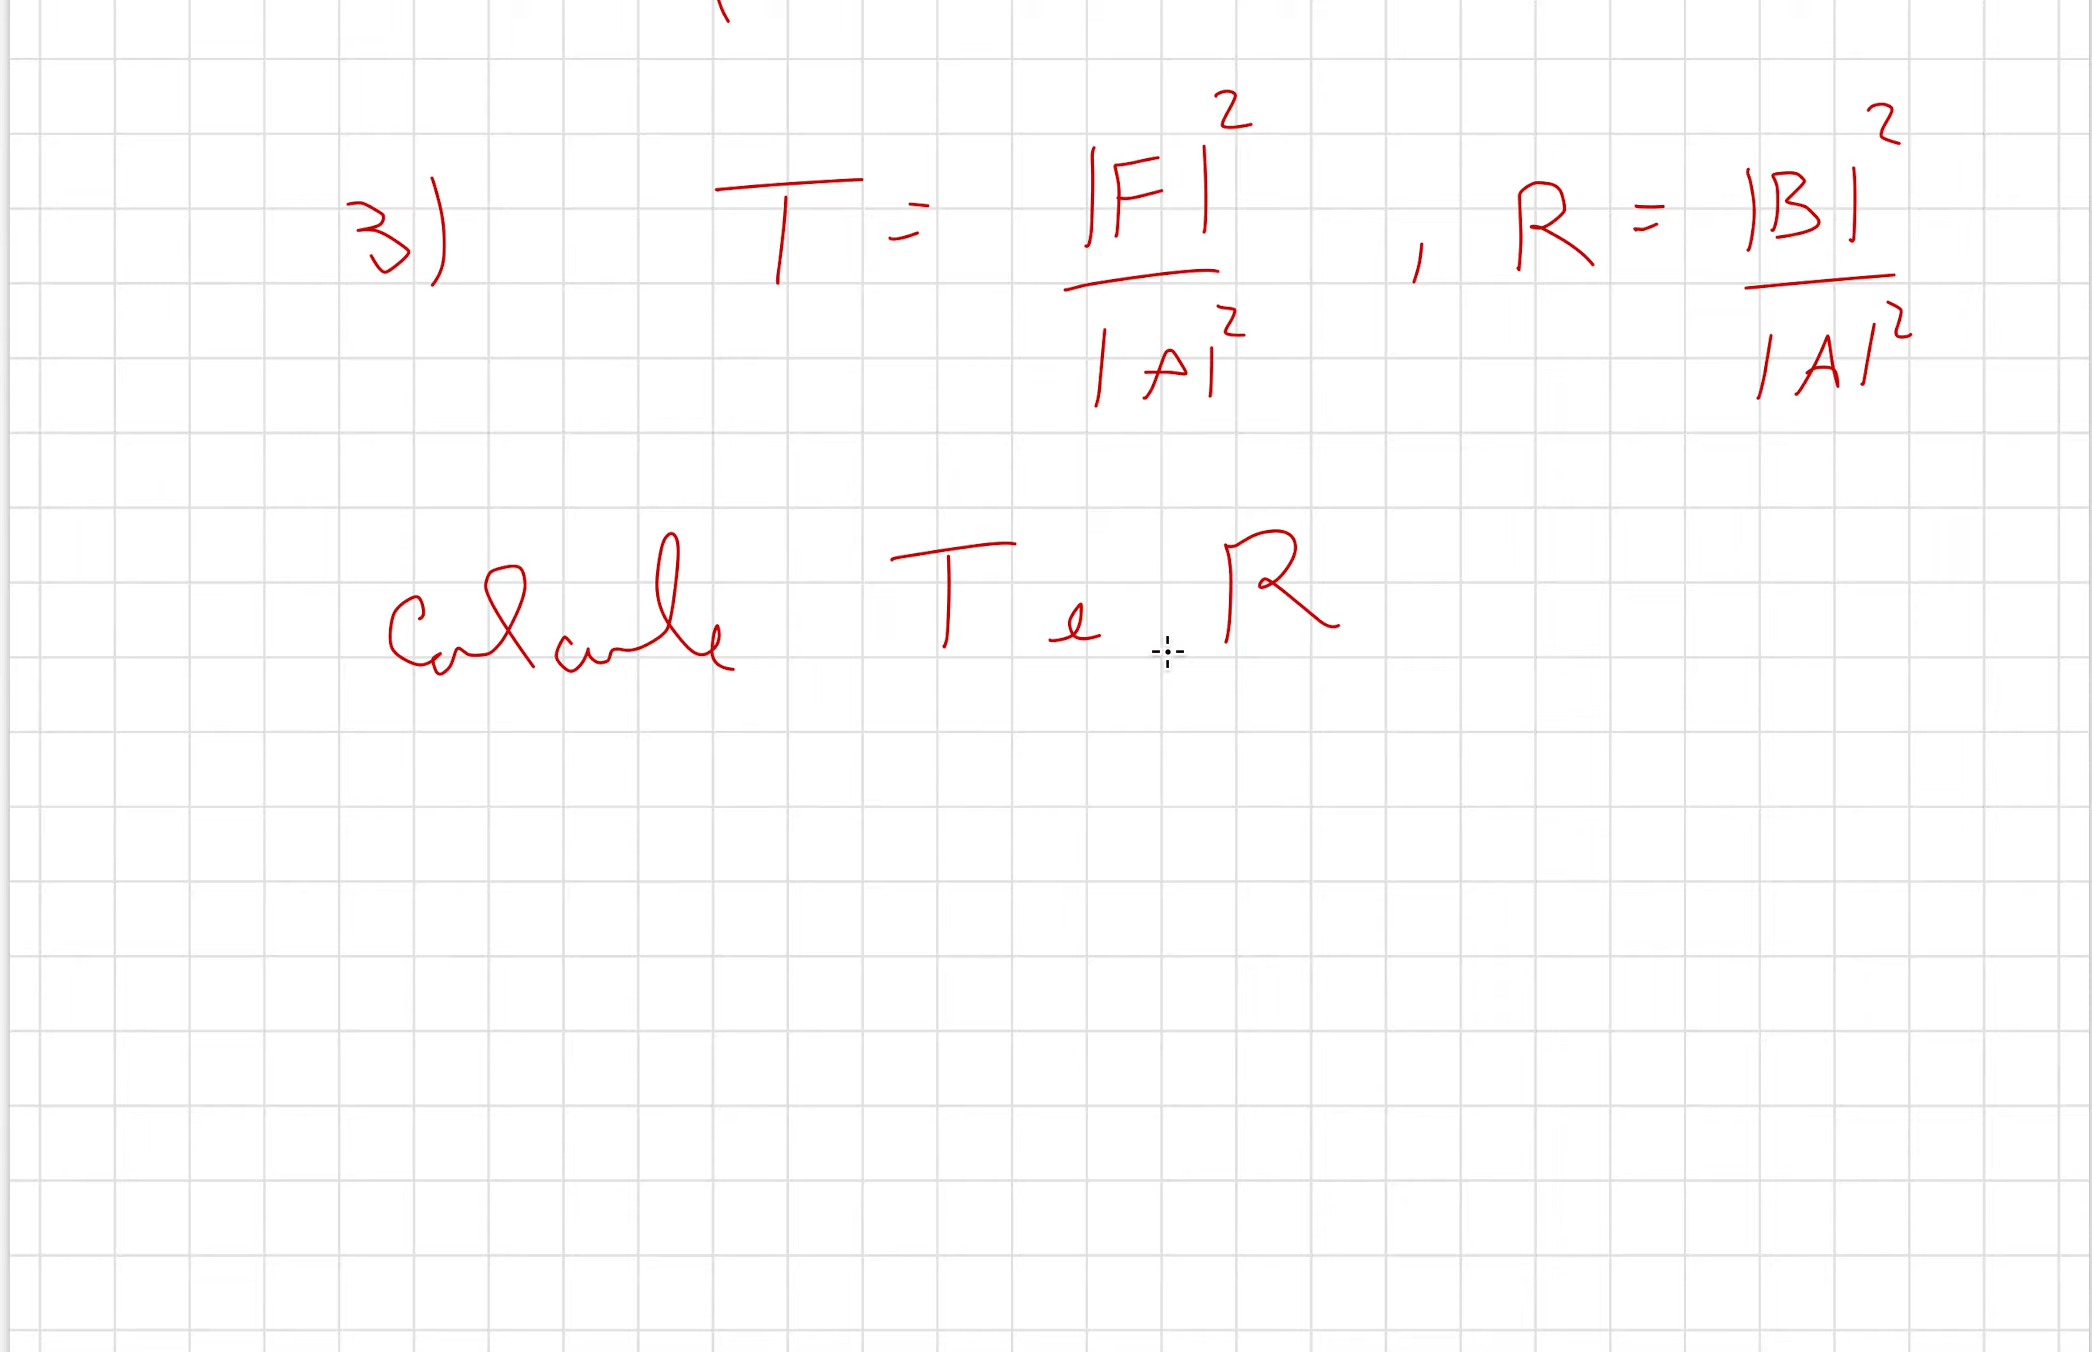 3) T = |F|² / |A|² , R = |B|² / |A|²
Calcule T e R